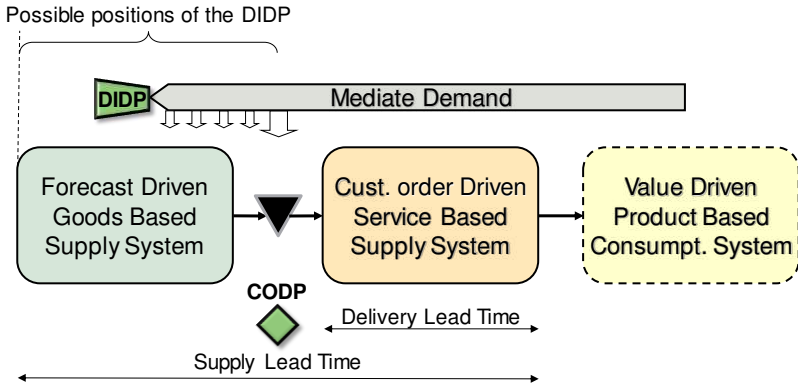 Possible positions of the DIDP
DIDP
Mediate Demand
Forecast Driven
Goods Based
Supply System
Cust. order Driven
Service Based
Supply System
Value Driven
Product Based
Consumpt. System
CODP
Delivery Lead Time
Supply Lead Time